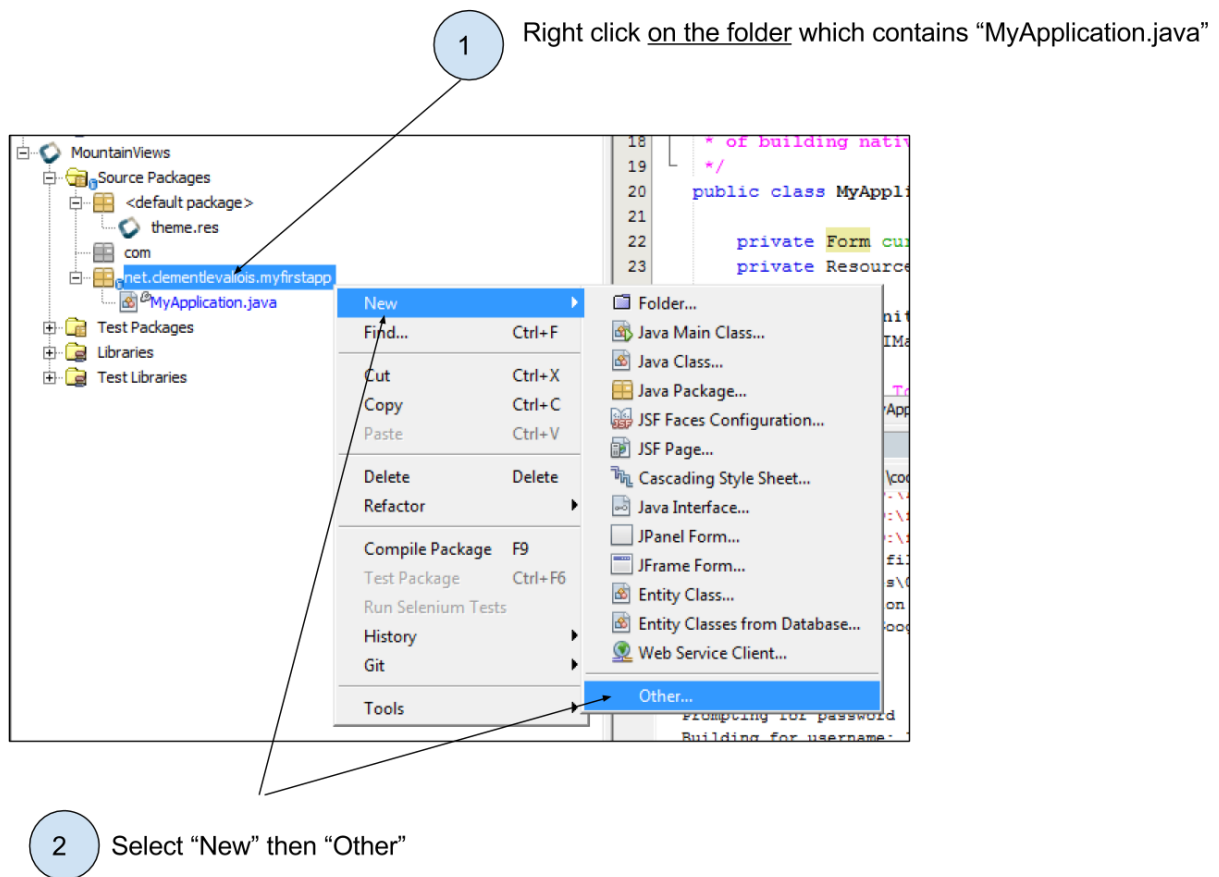 1
Right click on the folder which contains “MyApplication.java”
MountainViews
Source Packages
<default package>
theme.res
com
net.clementlevallois.myfirstapp
MyApplication.java
Test Packages
Libraries
Test Libraries
18 * of building nativ
19 */
20 public class MyAppli
21
22 private Form cur
23 private Resource
New
Find... Ctrl+F
Cut Ctrl+X
Copy Ctrl+C
Paste Ctrl+V
Delete Delete
Refactor
Compile Package F9
Test Package Ctrl+F6
Run Selenium Tests
History
Git
Tools
Folder...
Java Main Class...
Java Class...
Java Package...
JSF Faces Configuration...
JSF Page...
Cascading Style Sheet...
Java Interface...
JPanel Form...
JFrame Form...
Entity Class...
Entity Classes from Database...
Web Service Client...
Other...
Prompting for password
Building for username:
2
Select “New” then “Other”